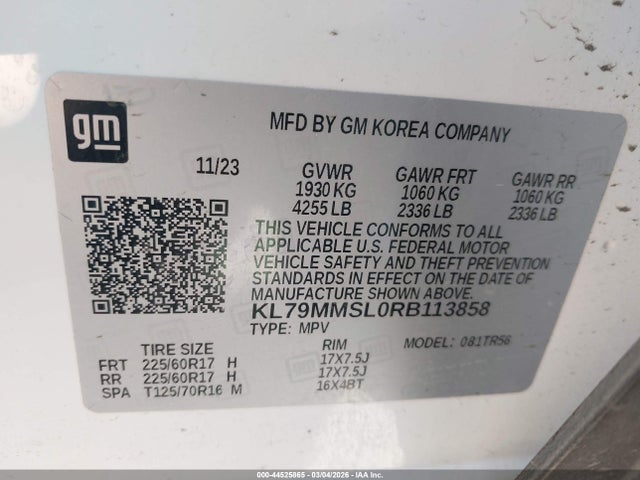 gm
MFD BY GM KOREA COMPANY
11/23 GVWR GAWR FRT GAWR RR
1930 KG 1060 KG 1060 KG
4255 LB 2336 LB 2336 LB
THIS VEHICLE CONFORMS TO ALL
APPLICABLE U.S. FEDERAL MOTOR
VEHICLE SAFETY AND THEFT PREVENTION
STANDARDS IN EFFECT ON THE DATE OF
MANUFACTURE SHOWN ABOVE.
KL79MMSL0RB113858
TYPE: MPV MODEL: 081TR56
TIRE SIZE RIM
FRT 225/60R17 H 17X7.5J
RR 225/60R17 H 17X7.5J
SPA T125/70R16 M 16X4BT
© 44525865 - 03/04/2026 - IAA Inc.